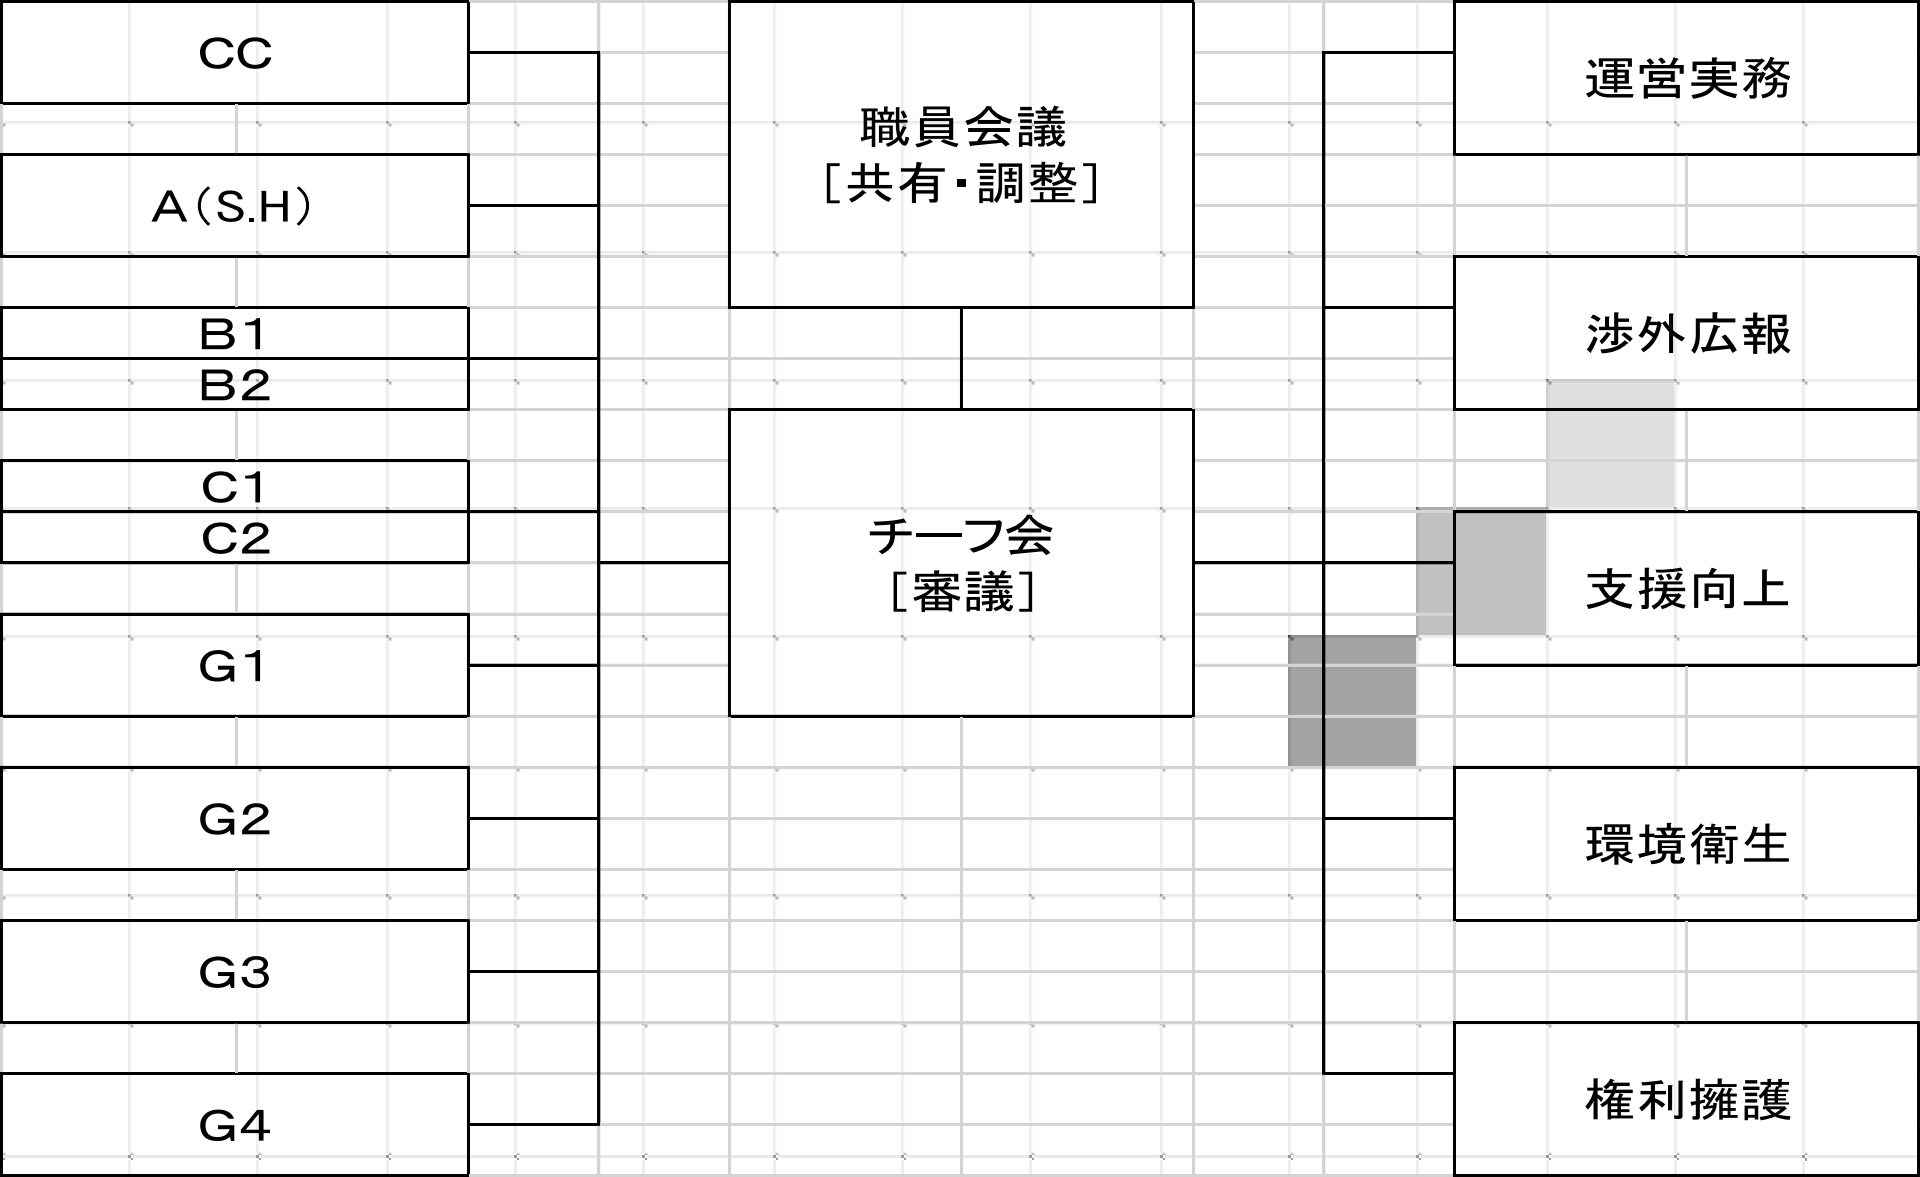 CC
A(S.H)
B1
B2
C1
C2
G1
G2
G3
G4
職員会議
[共有・調整]
チーフ会
[審議]
運営実務
渉外広報
支援向上
環境衛生
権利擁護